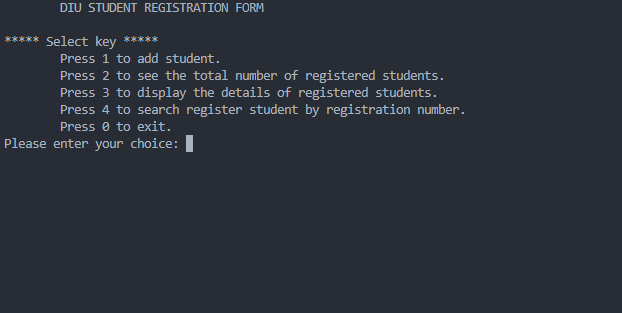 DIU STUDENT REGISTRATION FORM
***** Select key *****
Press 1 to add student.
Press 2 to see the total number of registered students.
Press 3 to display the details of registered students.
Press 4 to search register student by registration number.
Press 0 to exit.
Please enter your choice: